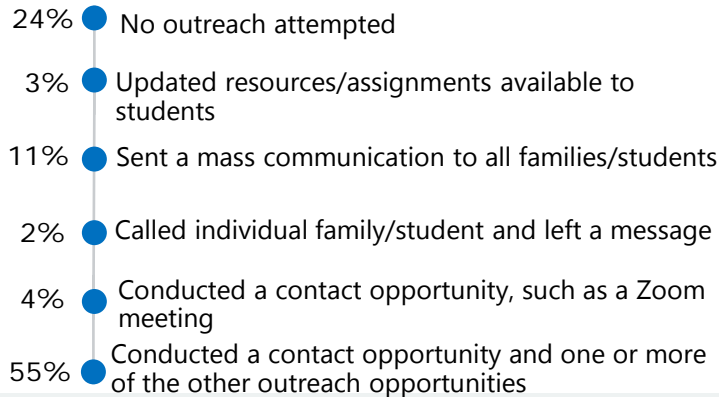 24% No outreach attempted
3% Updated resources/assignments available to
students
11% Sent a mass communication to all families/students
2% Called individual family/student and left a message
4% Conducted a contact opportunity, such as a Zoom
meeting
55% Conducted a contact opportunity and one or more
of the other outreach opportunities